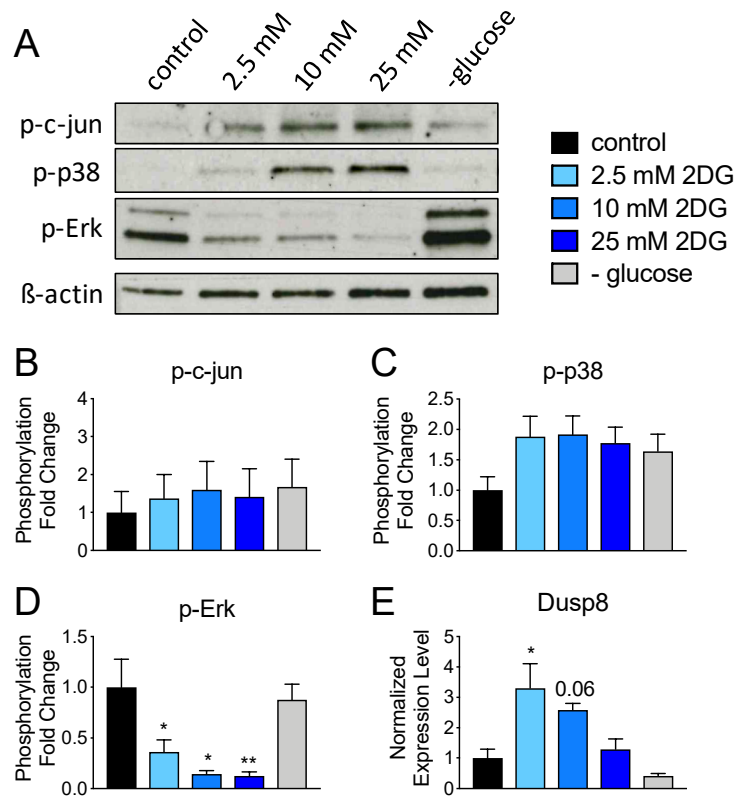 A
control
2.5 mM
10 mM
25 mM
-glucose
p-c-jun
p-p38
p-Erk
ß-actin
control
2.5 mM 2DG
10 mM 2DG
25 mM 2DG
- glucose
B
p-c-jun
Phosphorylation
Fold Change
4
3
2
1
0
C
p-p38
Phosphorylation
Fold Change
2.5
2.0
1.5
1.0
0.5
0.0
D
p-Erk
Phosphorylation
Fold Change
1.5
1.0
0.5
0.0
*
*
**
E
Dusp8
Normalized
Expression Level
5
4
3
2
1
0
*
0.06